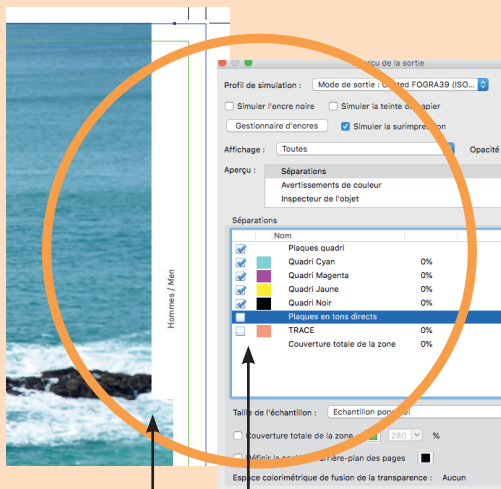 Hommes / Men
çu de la sortie
Profil de simulation : Mode de sortie : FOGRA39 (ISO...
Simuler l'encre noire Simuler la teinte du papier
Gestionnaire d'encres Simuler la surimpression
Affichage : Toutes Opacité
Aperçu : Séparations
Avertissements de couleur
Inspecteur de l'objet
Séparations
Nom
Plaques quadri
Quadri Cyan 0%
Quadri Magenta 0%
Quadri Jaune 0%
Quadri Noir 0%
Plaques en tons directs
TRACE 0%
Couverture totale de la zone 0%
Taille de l'échantillon : Echantillon
Couverture totale de la zone 280 %
Définir la arrière-plan des pages
Espace colorimétrique de fusion de la transparence : Aucun